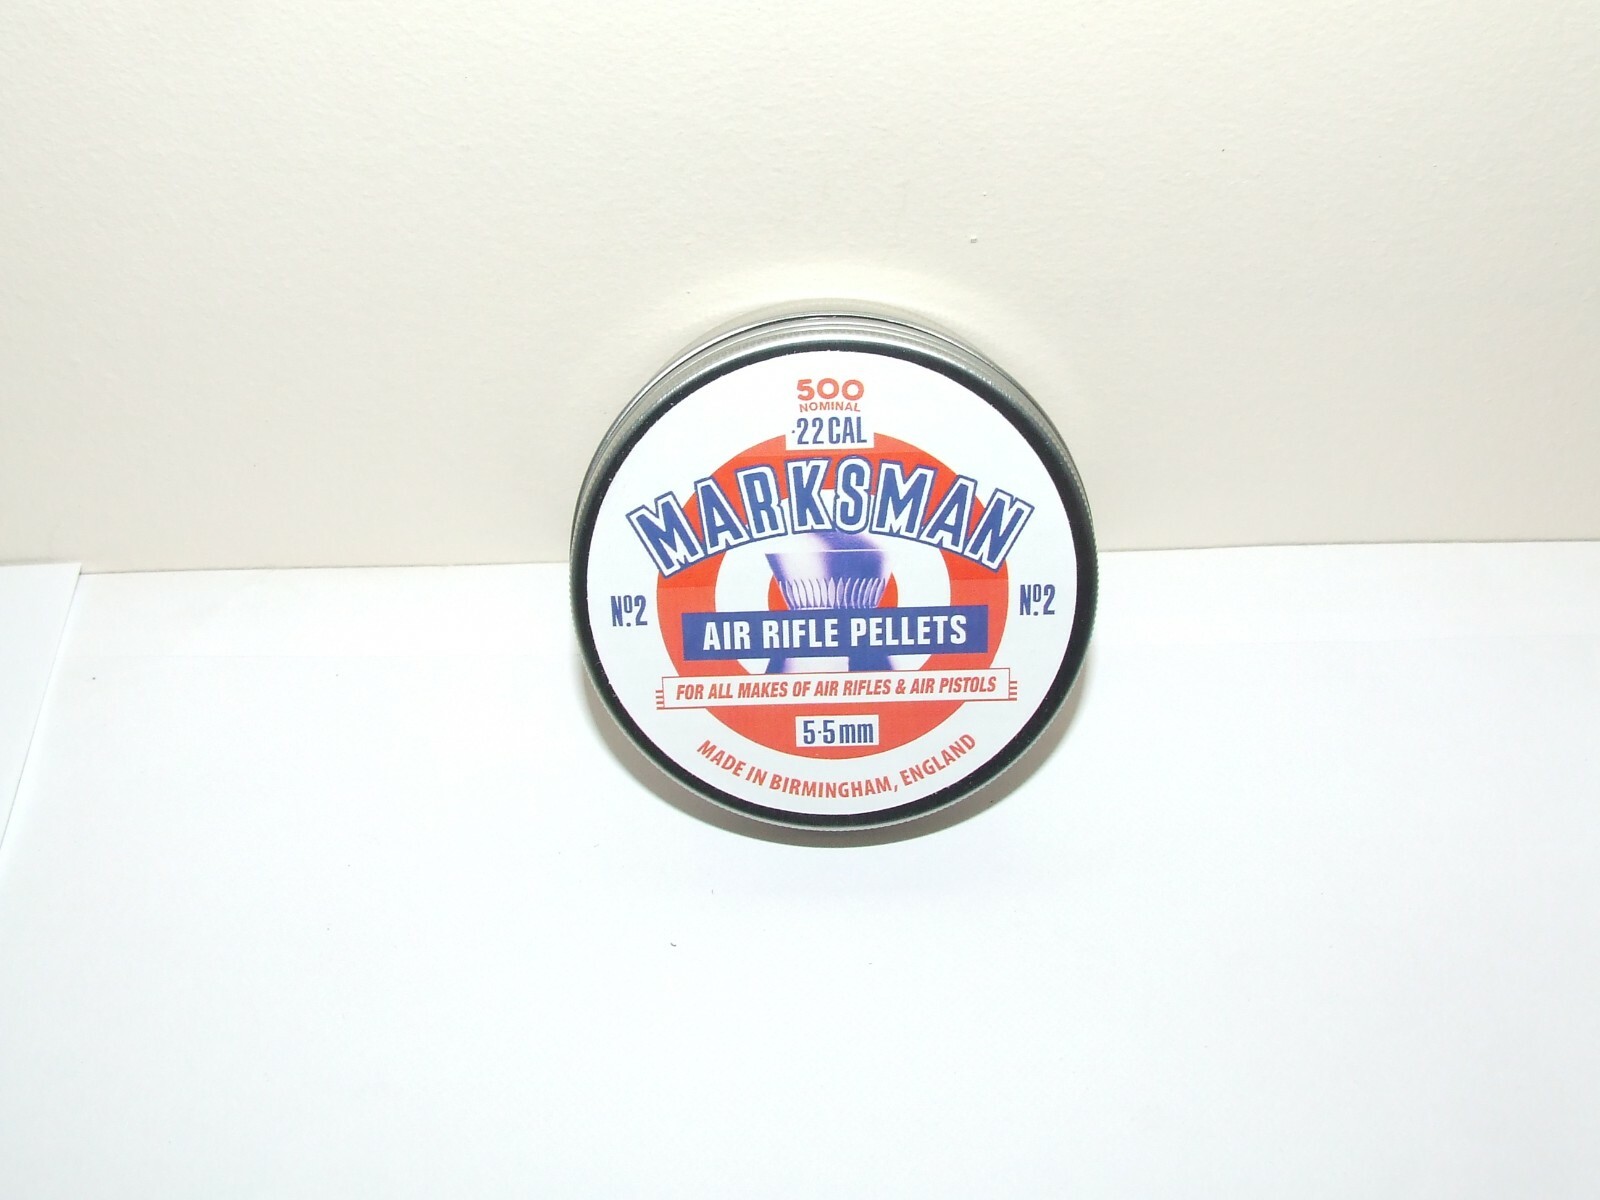 500
NOMINAL
·22 CAL
MARKSMAN
Nº2
Nº2
AIR RIFLE PELLETS
FOR ALL MAKES OF AIR RIFLES & AIR PISTOLS
5·5mm
MADE IN BIRMINGHAM, ENGLAND